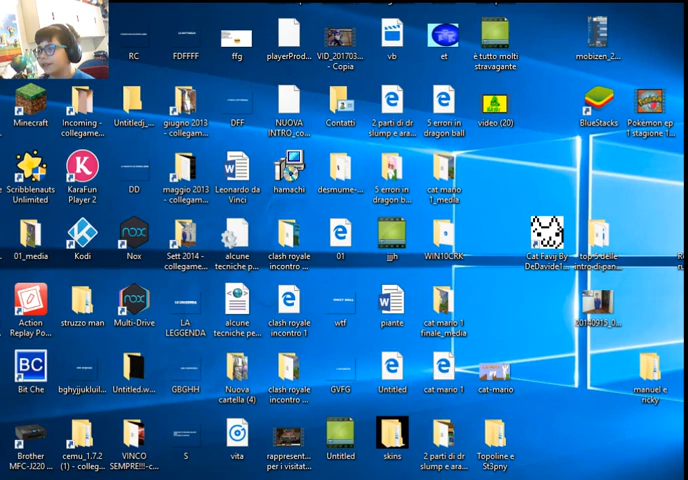 RC
FDFFFF
ffg
playerProd...
VID_201703...
- Copia
vb
et
è tutto molti
stravagante
mobizen_2...
Minecraft
Incoming -
collegame...
Untitledj_...
giugno 2013
- collegam...
DFF
NUOVA
INTRO_co...
Contatti
2 parti di dr
slump e ara...
5 errori in
dragon ball
video (20)
BlueStacks
Pokèmon ep
1 stagione 1...
Scribblenauts
Unlimited
KaraFun
Player 2
DD
maggio 2013
- collegam...
Leonardo da
Vinci
hamachi
desmume-...
5 errori in
dragon b...
cat mario
1_media
01_media
Kodi
Nox
Sett 2014 -
collegame...
alcune
tecniche pe...
clash royale
incontro ...
01
jjjh
WIN10CRK
Cat Favij By
DeDavide1...
top 5 delle
intro di pan...
Action
Replay Po...
struzzo man
Multi-Drive
LA
LEGGENDA
alcune
tecniche pe...
clash royale
incontro 1
wtf
piante
cat mario 1
finale_media
20140915_0...
BC
Bit Che
bghyjjukluil...
Untitled.w...
GBGHH
Nuova
cartella (4)
clash royale
incontro ...
GVFG
Untitled
cat mario 1
cat-mario
manuel e
ricky
Brother
MFC-J220 ...
cemu_1.7.2
(1) - colleg...
VINCO
SEMPRE!!!-c...
S
vita
rappresent...
per i visitat...
Untitled
skins
2 parti di dr
slump e ara...
Topoline e
St3pny